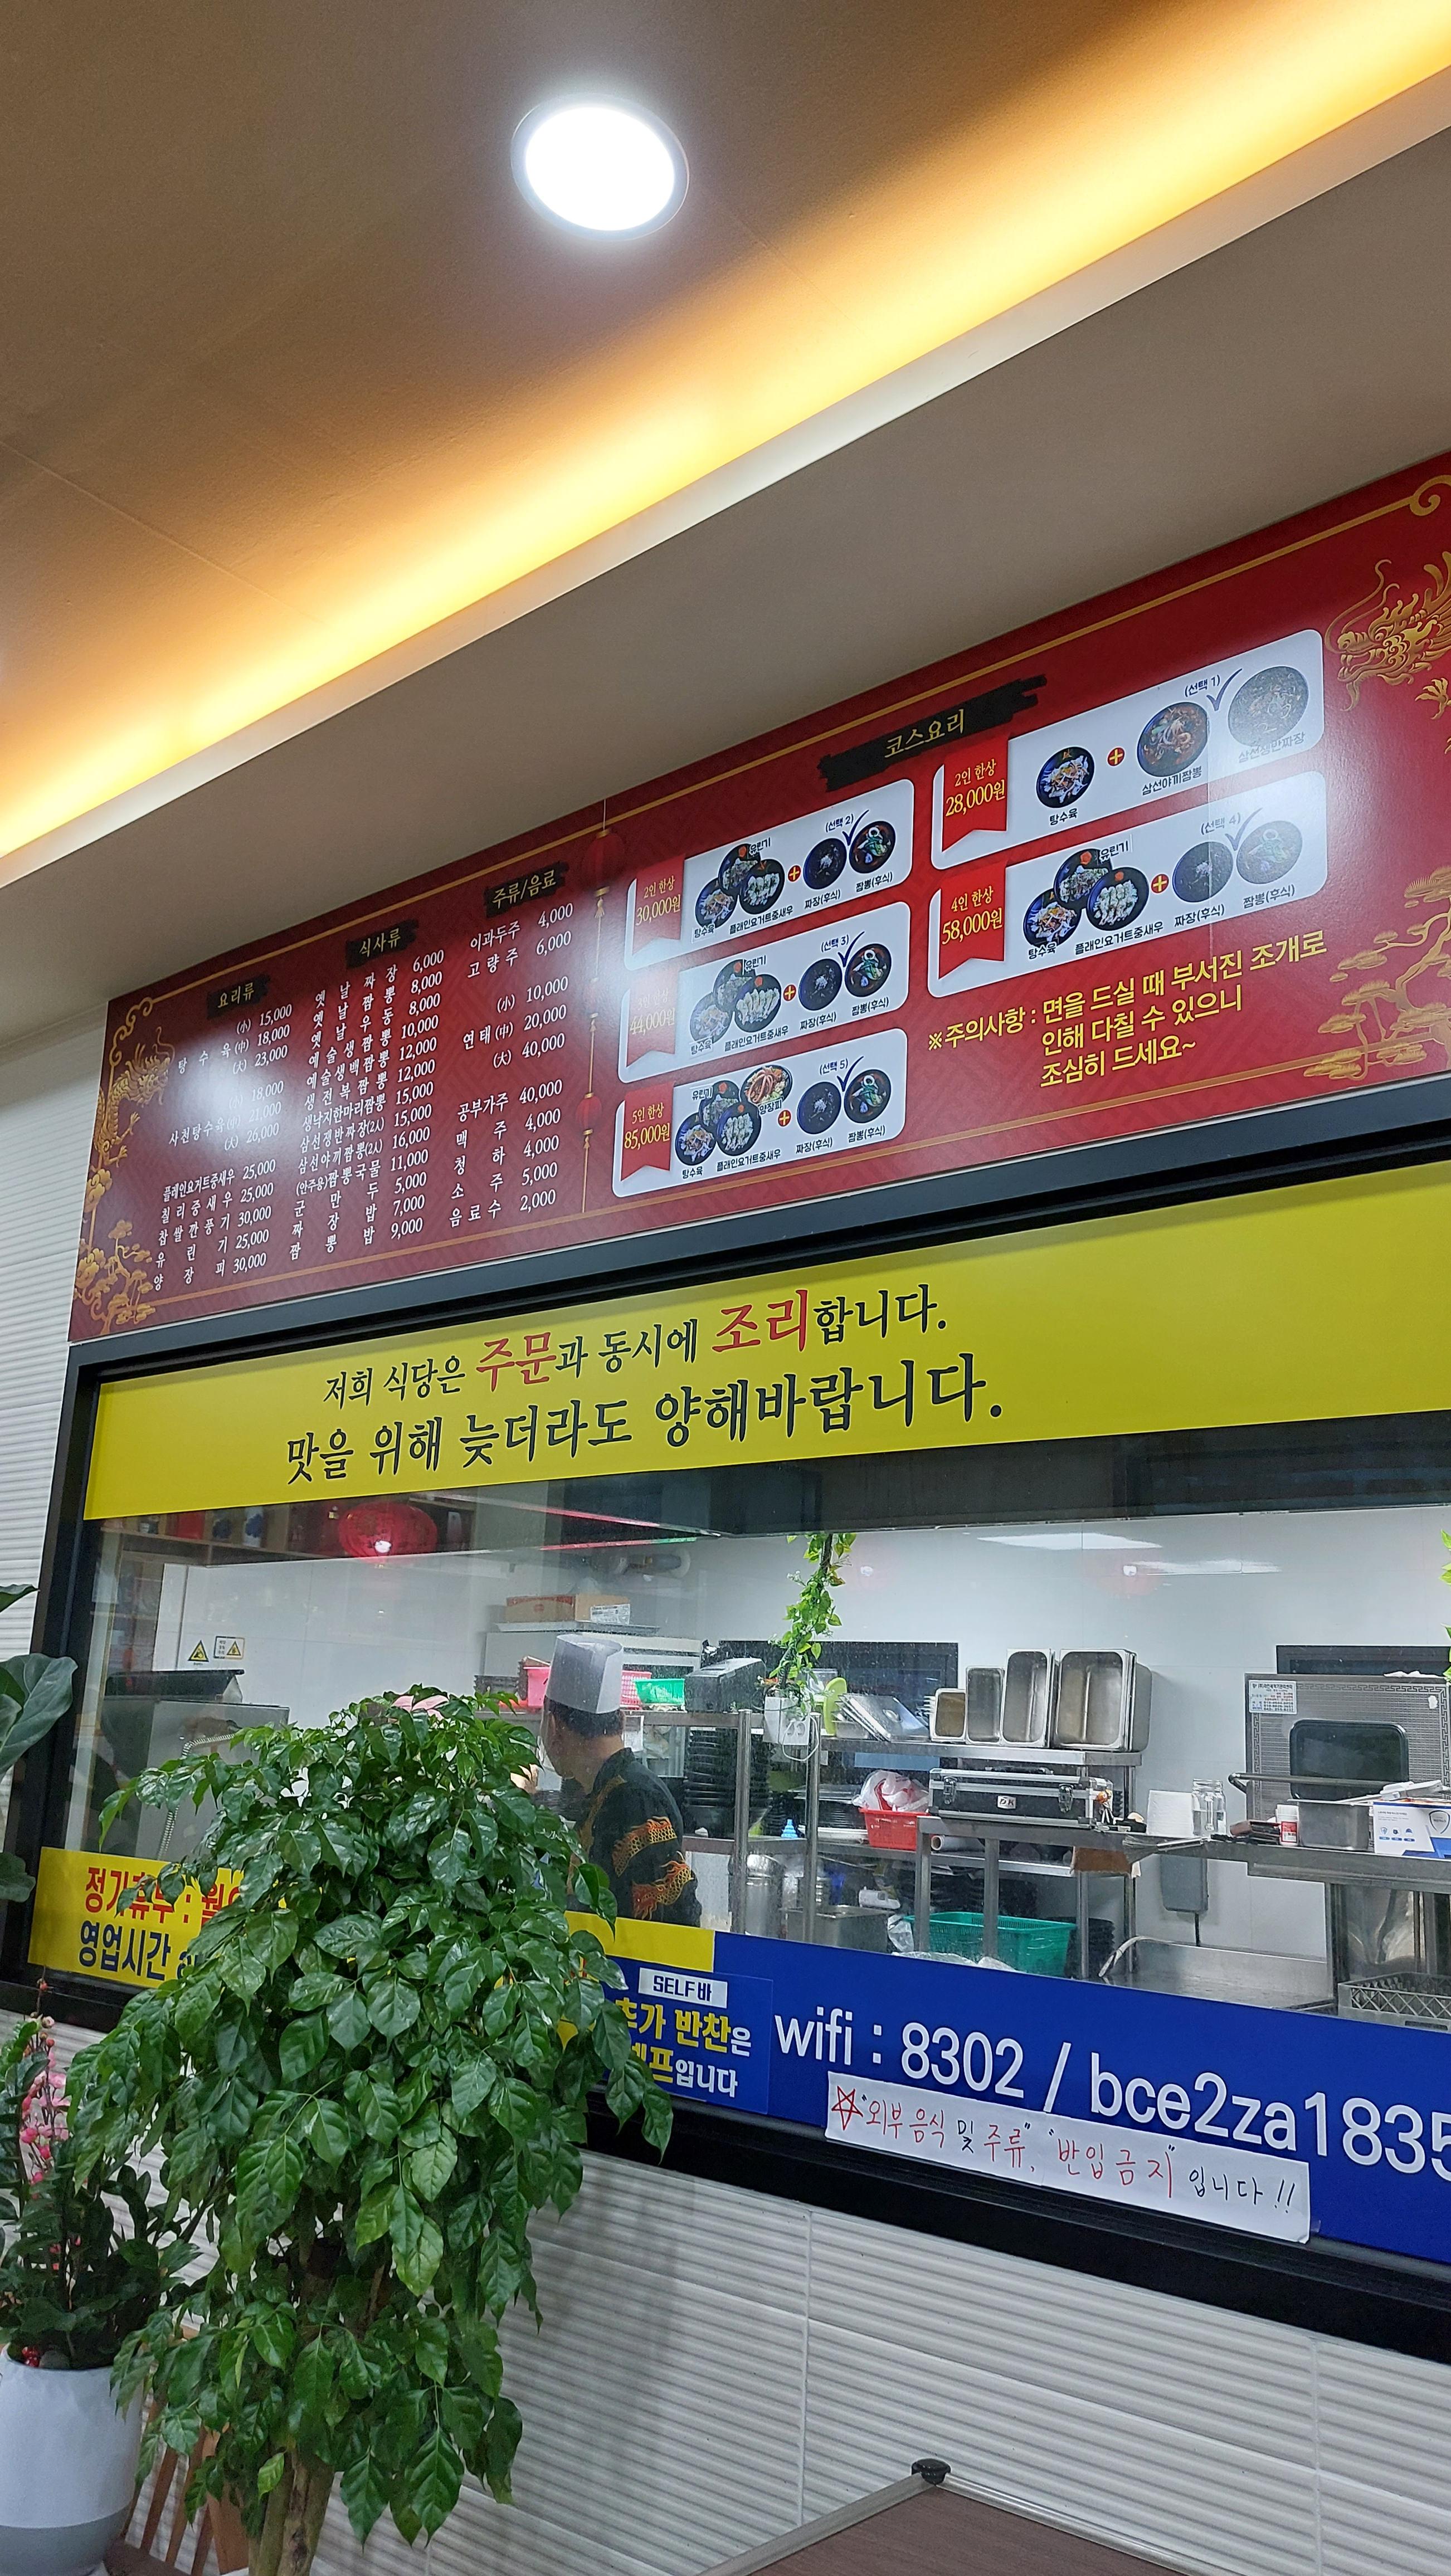 요리류
탕수육 (小) 15,000
(中) 18,000
(大) 23,000
사천탕수육 (小) 18,000
(中) 21,000
(大) 26,000
플레인요거트중새우 25,000
칠리중새우 25,000
찹쌀깐풍기 30,000
유린기 25,000
양장피 30,000
식사류
옛날짜장 6,000
옛날짬뽕 8,000
옛날우동 8,000
예술생짬뽕 10,000
예술생백짬뽕 12,000
생전복짬뽕 12,000
생낙지한마리짬뽕 15,000
삼선쟁반짜장(2人) 15,000
삼선야끼짬뽕(2人) 16,000
(안주용)짬뽕국물 11,000
군만두 5,000
짜장밥 7,000
짬뽕밥 9,000
주류/음료
이과두주 4,000
고량주 6,000
연태 (小) 10,000
(中) 20,000
(大) 40,000
공부가주 40,000
맥주 4,000
청하 4,000
소주 5,000
음료수 2,000
코스요리
2인 한상
28,000원
탕수육
(선택 1)
삼선야끼짬뽕
삼선쟁반짜장
2인 한상
30,000원
탕수육
유린기
플레인요거트중새우
(선택 2)
짜장(후식)
짬뽕(후식)
44,000원
탕수육
유린기
플레인요거트중새우
(선택 3)
짜장(후식)
짬뽕(후식)
4인 한상
58,000원
탕수육
유린기
플레인요거트중새우
(선택 4)
짜장(후식)
짬뽕(후식)
5인 한상
85,000원
탕수육
유린기
플레인요거트중새우
양장피
(선택 5)
짜장(후식)
짬뽕(후식)
※주의사항 : 면을 드실 때 부서진 조개로
인해 다칠 수 있으니
조심히 드세요~
저희 식당은 주문과 동시에 조리합니다.
맛을 위해 늦더라도 양해바랍니다.
정기휴무 :
영업시간
SELF바
추가 반찬은
셀프입니다
wifi : 8302 / bce2za1835
☆"외부 음식 및 주류", "반입 금지" 입니다 !!